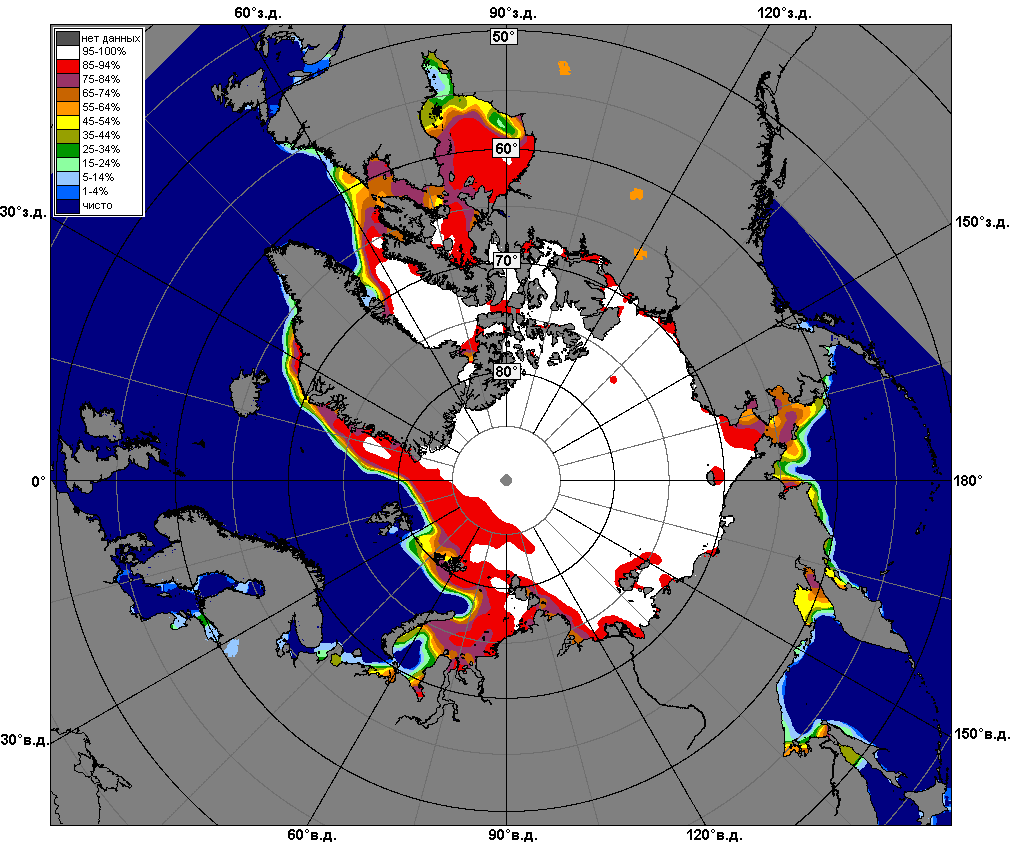 60°з.д.
90°з.д.
120°з.д.
50°
нет данных
95-100%
85-94%
75-84%
65-74%
55-64%
45-54%
35-44%
25-34%
15-24%
5-14%
1-4%
чисто
60°
30°з.д.
150°з.д.
70°
80°
0°
180°
30°в.д.
150°в.д.
60°в.д.
90°в.д.
120°в.д.